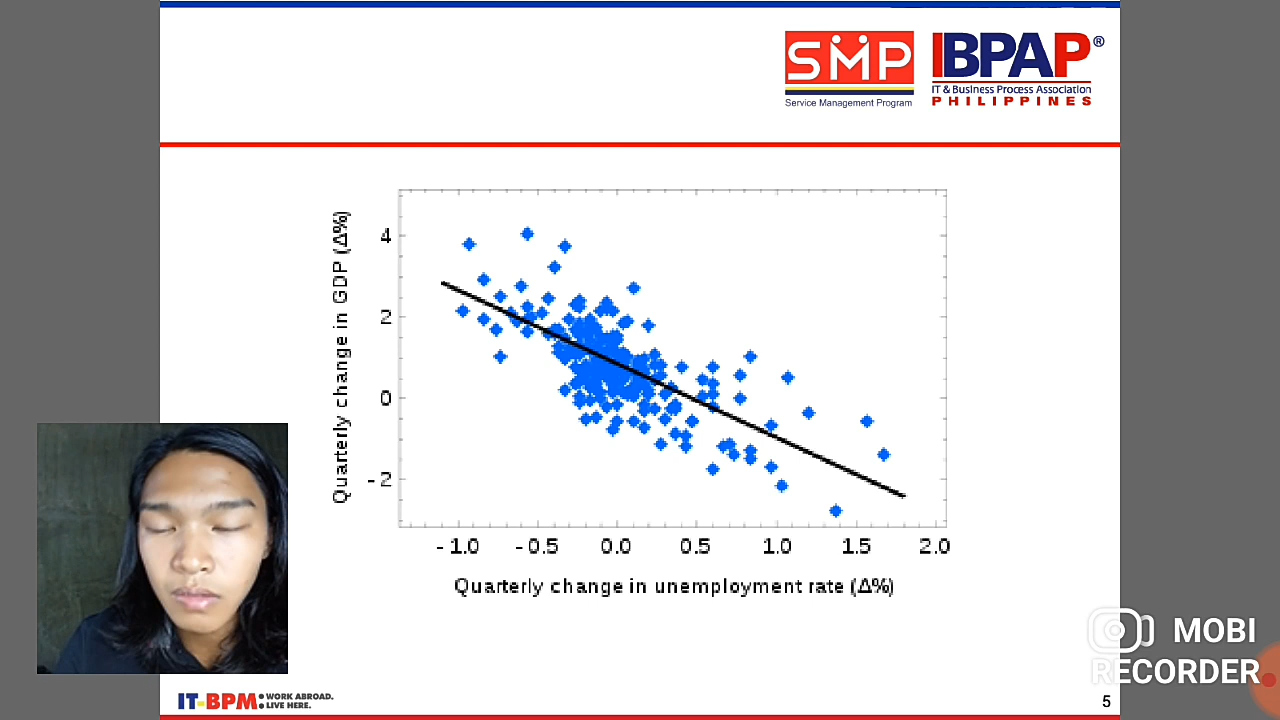 SMP
Service Management Program
IBPAP®
IT & Business Process Association
PHILIPPINES
Quarterly change in GDP (Δ%)
4
2
0
-2
-1.0 -0.5 0.0 0.5 1.0 1.5 2.0
Quarterly change in unemployment rate (Δ%)
MOBI
RECORDER
IT-BPM: WORK ABROAD.
LIVE HERE.
5